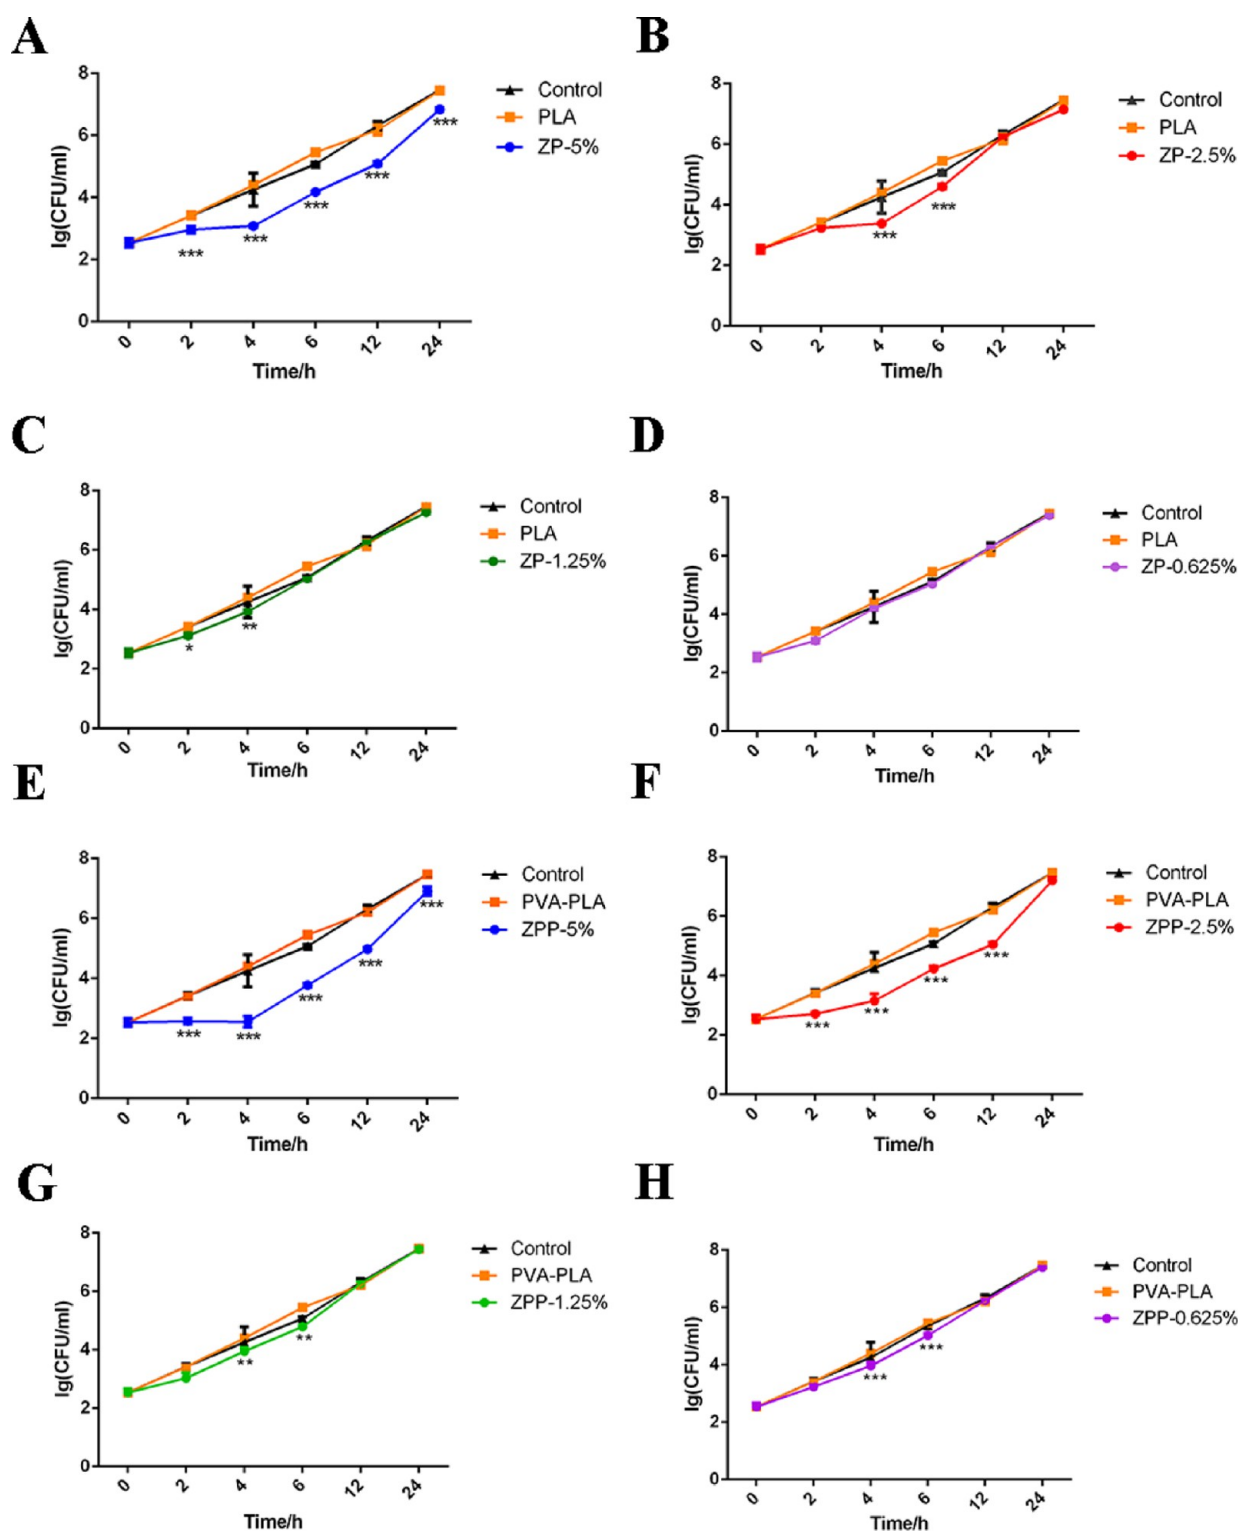 A
8
6
4
2
0
lg(CFU/ml)
Control
PLA
ZP-5%
***
***
***
***
***
0 2 4 6 12 24
Time/h
B
8
6
4
2
0
lg(CFU/ml)
Control
PLA
ZP-2.5%
***
***
0 2 4 6 12 24
Time/h
C
8
6
4
2
0
lg(CFU/ml)
Control
PLA
ZP-1.25%
*
**
0 2 4 6 12 24
Time/h
D
8
6
4
2
0
lg(CFU/ml)
Control
PLA
ZP-0.625%
0 2 4 6 12 24
Time/h
E
8
6
4
2
0
lg(CFU/ml)
Control
PVA-PLA
ZPP-5%
***
***
***
***
***
0 2 4 6 12 24
Time/h
F
8
6
4
2
0
lg(CFU/ml)
Control
PVA-PLA
ZPP-2.5%
***
***
***
***
0 2 4 6 12 24
Time/h
G
8
6
4
2
0
lg(CFU/ml)
Control
PVA-PLA
ZPP-1.25%
**
**
0 2 4 6 12 24
Time/h
H
8
6
4
2
0
lg(CFU/ml)
Control
PVA-PLA
ZPP-0.625%
***
***
0 2 4 6 12 24
Time/h